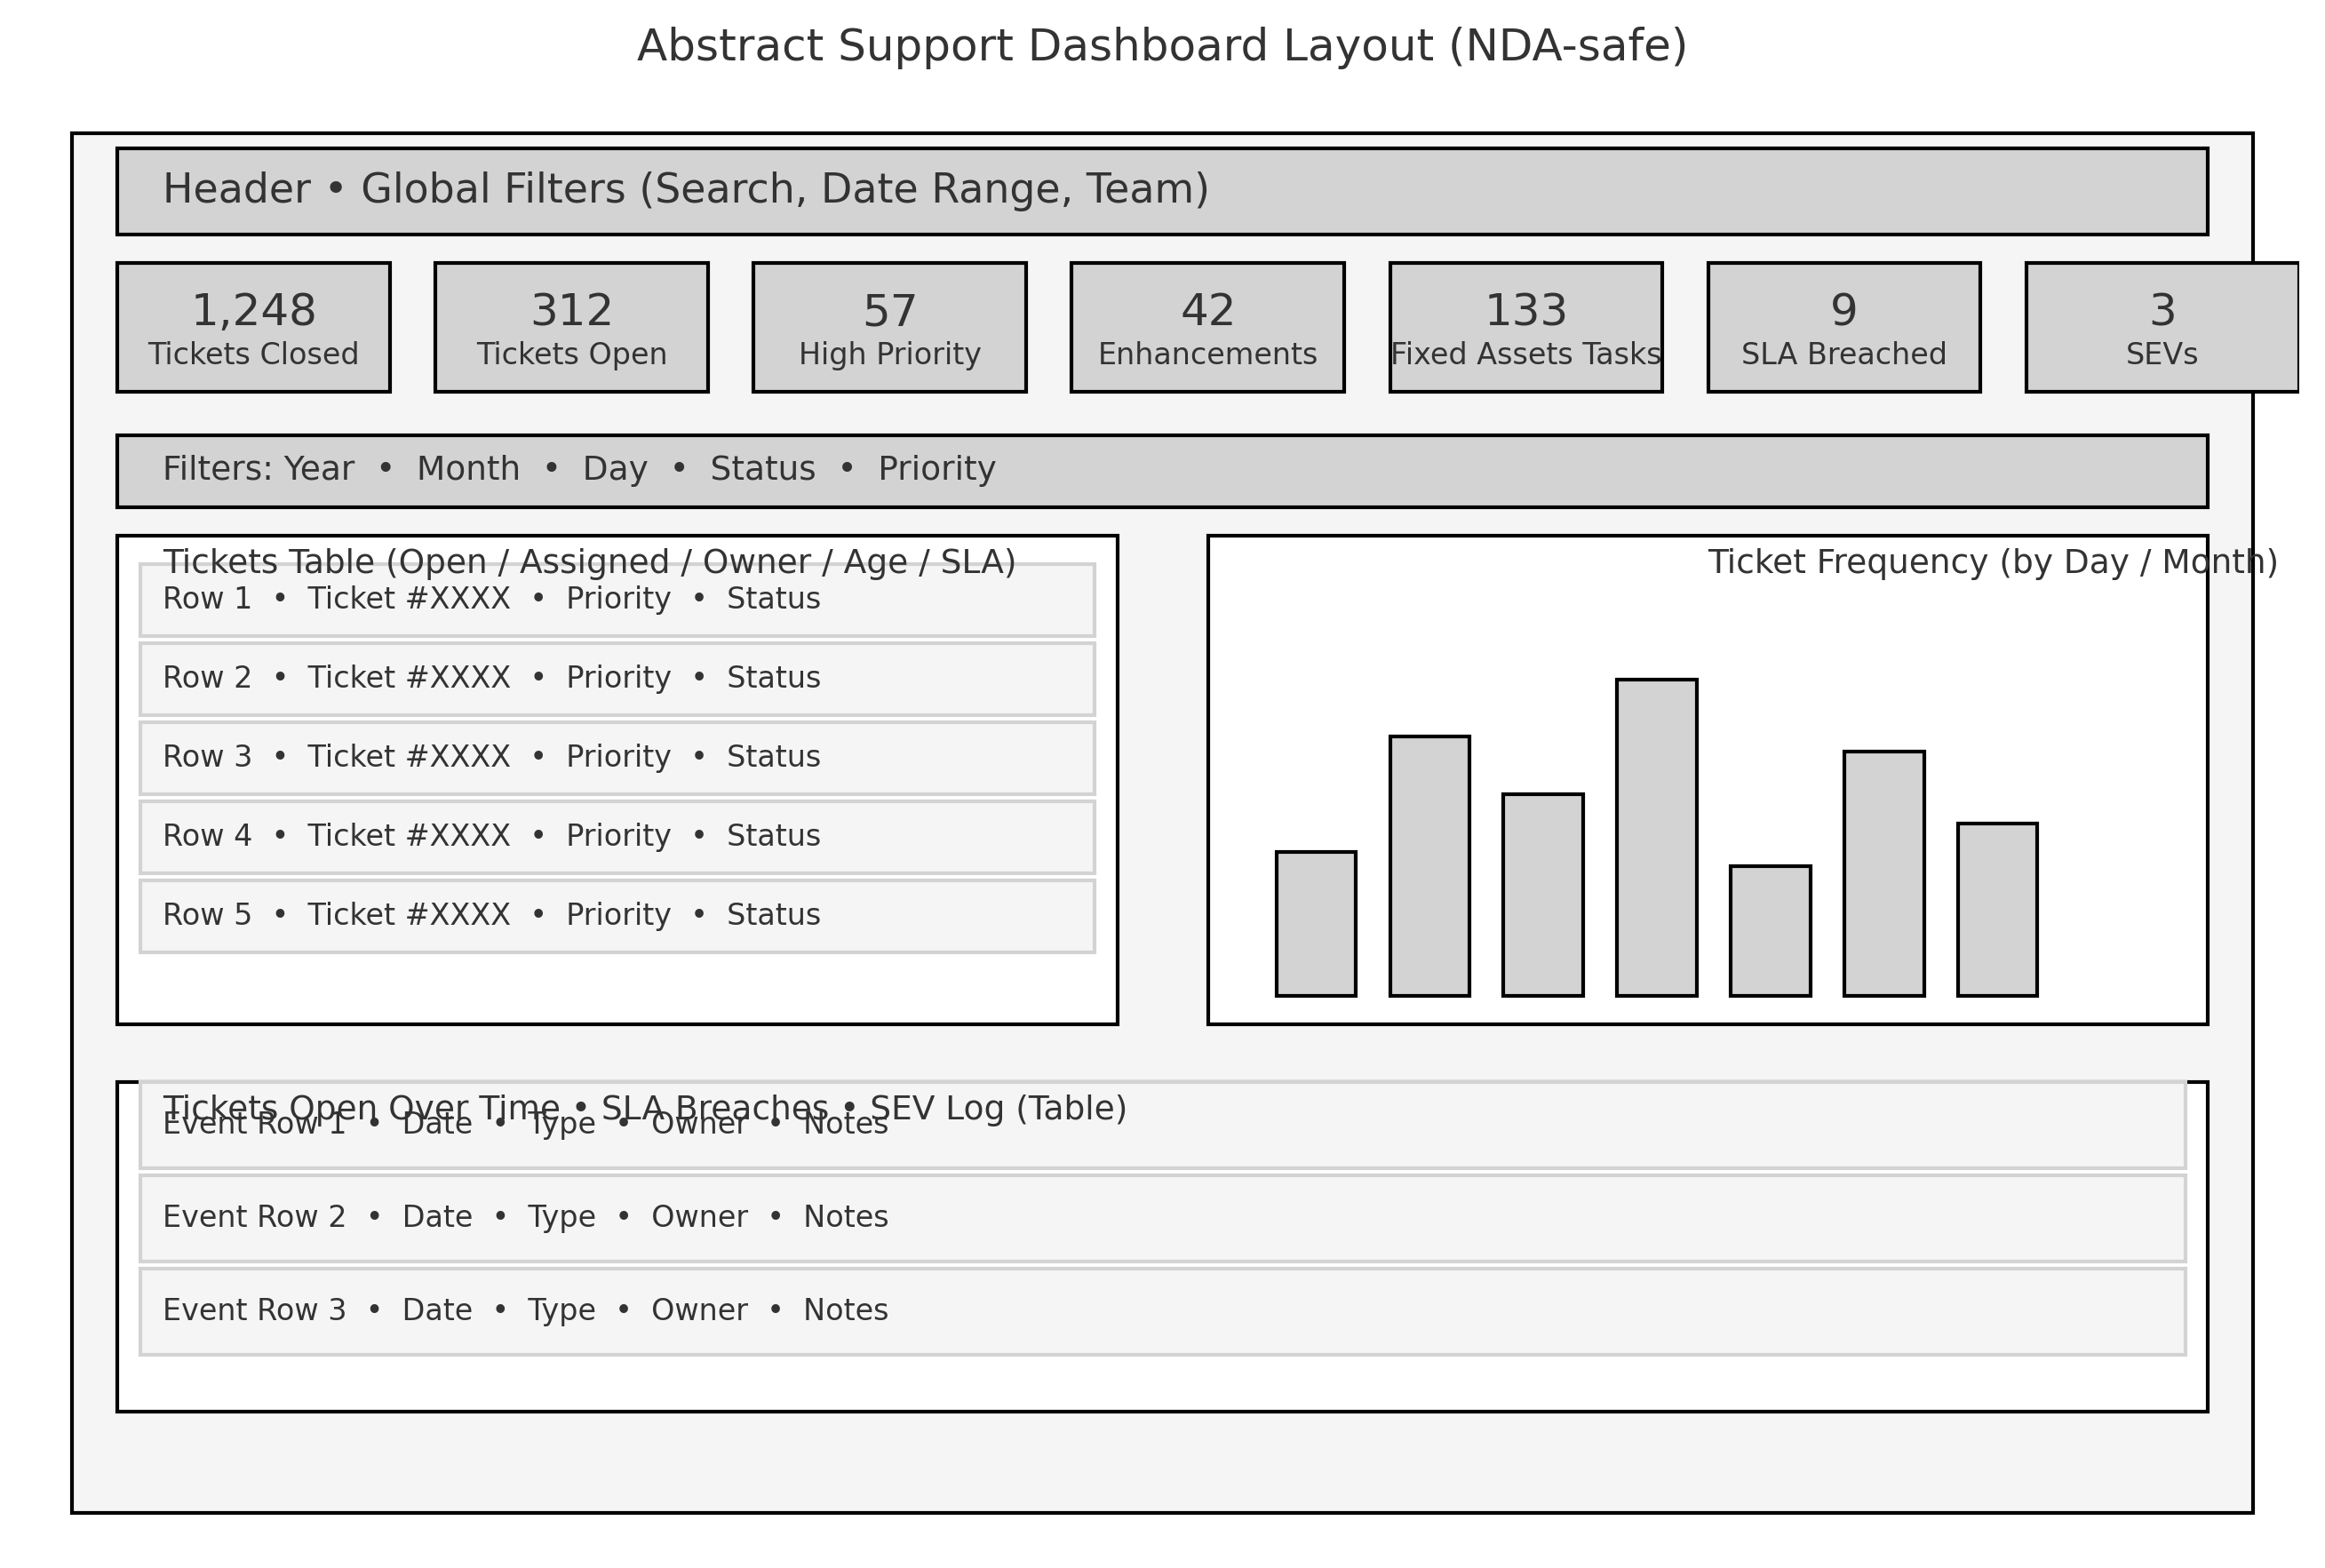 Abstract Support Dashboard Layout (NDA-safe)
Header • Global Filters (Search, Date Range, Team)
1,248
Tickets Closed
312
Tickets Open
57
High Priority
42
Enhancements
133
Fixed Assets Tasks
9
SLA Breached
3
SEVs
Filters: Year • Month • Day • Status • Priority
Tickets Table (Open / Assigned / Owner / Age / SLA)
Row 1 • Ticket #XXXX • Priority • Status
Row 2 • Ticket #XXXX • Priority • Status
Row 3 • Ticket #XXXX • Priority • Status
Row 4 • Ticket #XXXX • Priority • Status
Row 5 • Ticket #XXXX • Priority • Status
Ticket Frequency (by Day / Month)
Tickets Open Over Time • SLA Breaches • SEV Log (Table)
Event Row 1 • Date • Type • Owner • Notes
Event Row 2 • Date • Type • Owner • Notes
Event Row 3 • Date • Type • Owner • Notes